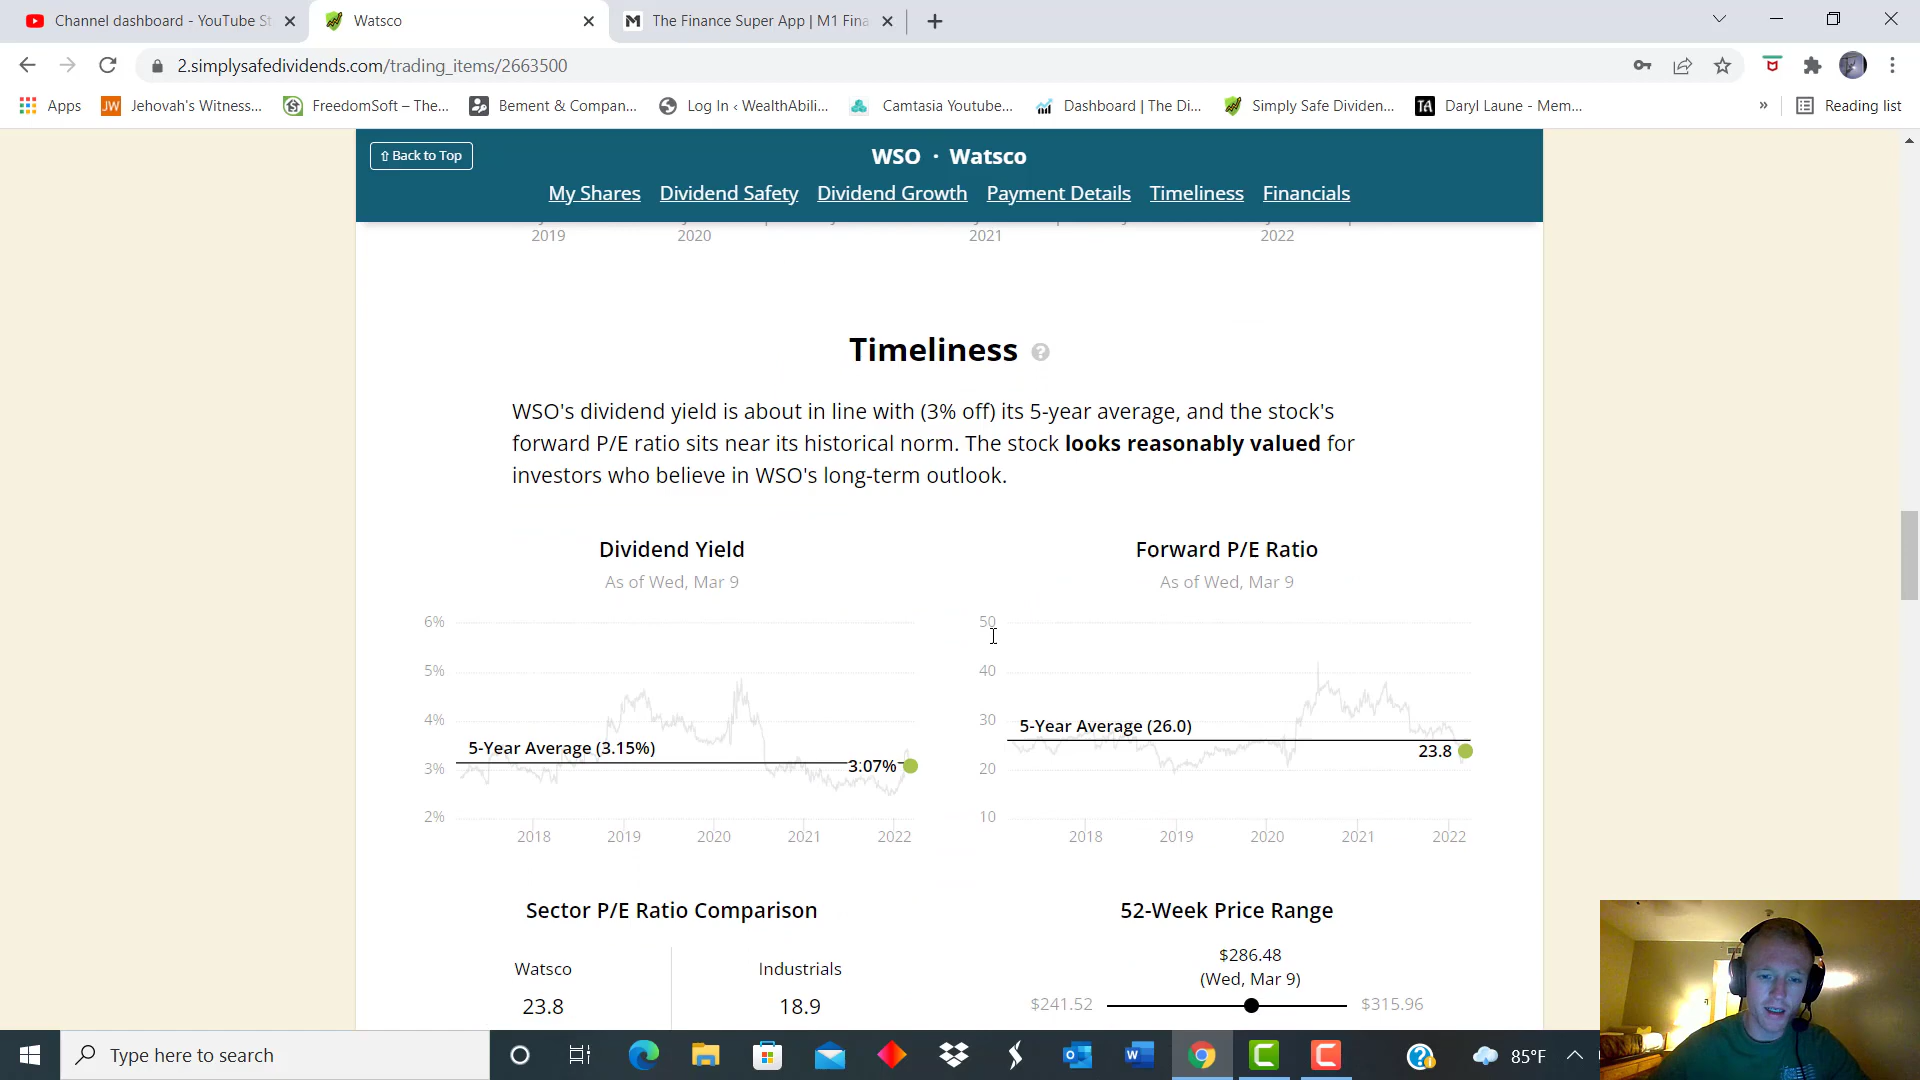 Channel dashboard - YouTube St
Watsco
The Finance Super App | M1 Fina
2.simplysafedividends.com/trading_items/2663500
Apps
Jehovah's Witness...
FreedomSoft – The...
Bement & Compan...
Log In ‹ WealthAbili...
Camtasia Youtube...
Dashboard | The Di...
Simply Safe Dividen...
Daryl Laune - Mem...
»
Reading list
⇧ Back to Top
WSO · Watsco
My Shares Dividend Safety Dividend Growth Payment Details Timeliness Financials
2019 2020 2021 2022
Timeliness ?
WSO's dividend yield is about in line with (3% off) its 5-year average, and the stock's
forward P/E ratio sits near its historical norm. The stock looks reasonably valued for
investors who believe in WSO's long-term outlook.
Dividend Yield
As of Wed, Mar 9
6%
5%
4%
5-Year Average (3.15%)
3.07%
3%
2%
2018 2019 2020 2021 2022
Forward P/E Ratio
As of Wed, Mar 9
50
40
30
5-Year Average (26.0)
23.8
20
10
2018 2019 2020 2021 2022
Sector P/E Ratio Comparison
Watsco
23.8
Industrials
18.9
52-Week Price Range
$286.48
(Wed, Mar 9)
$241.52 $315.96
Type here to search
85°F